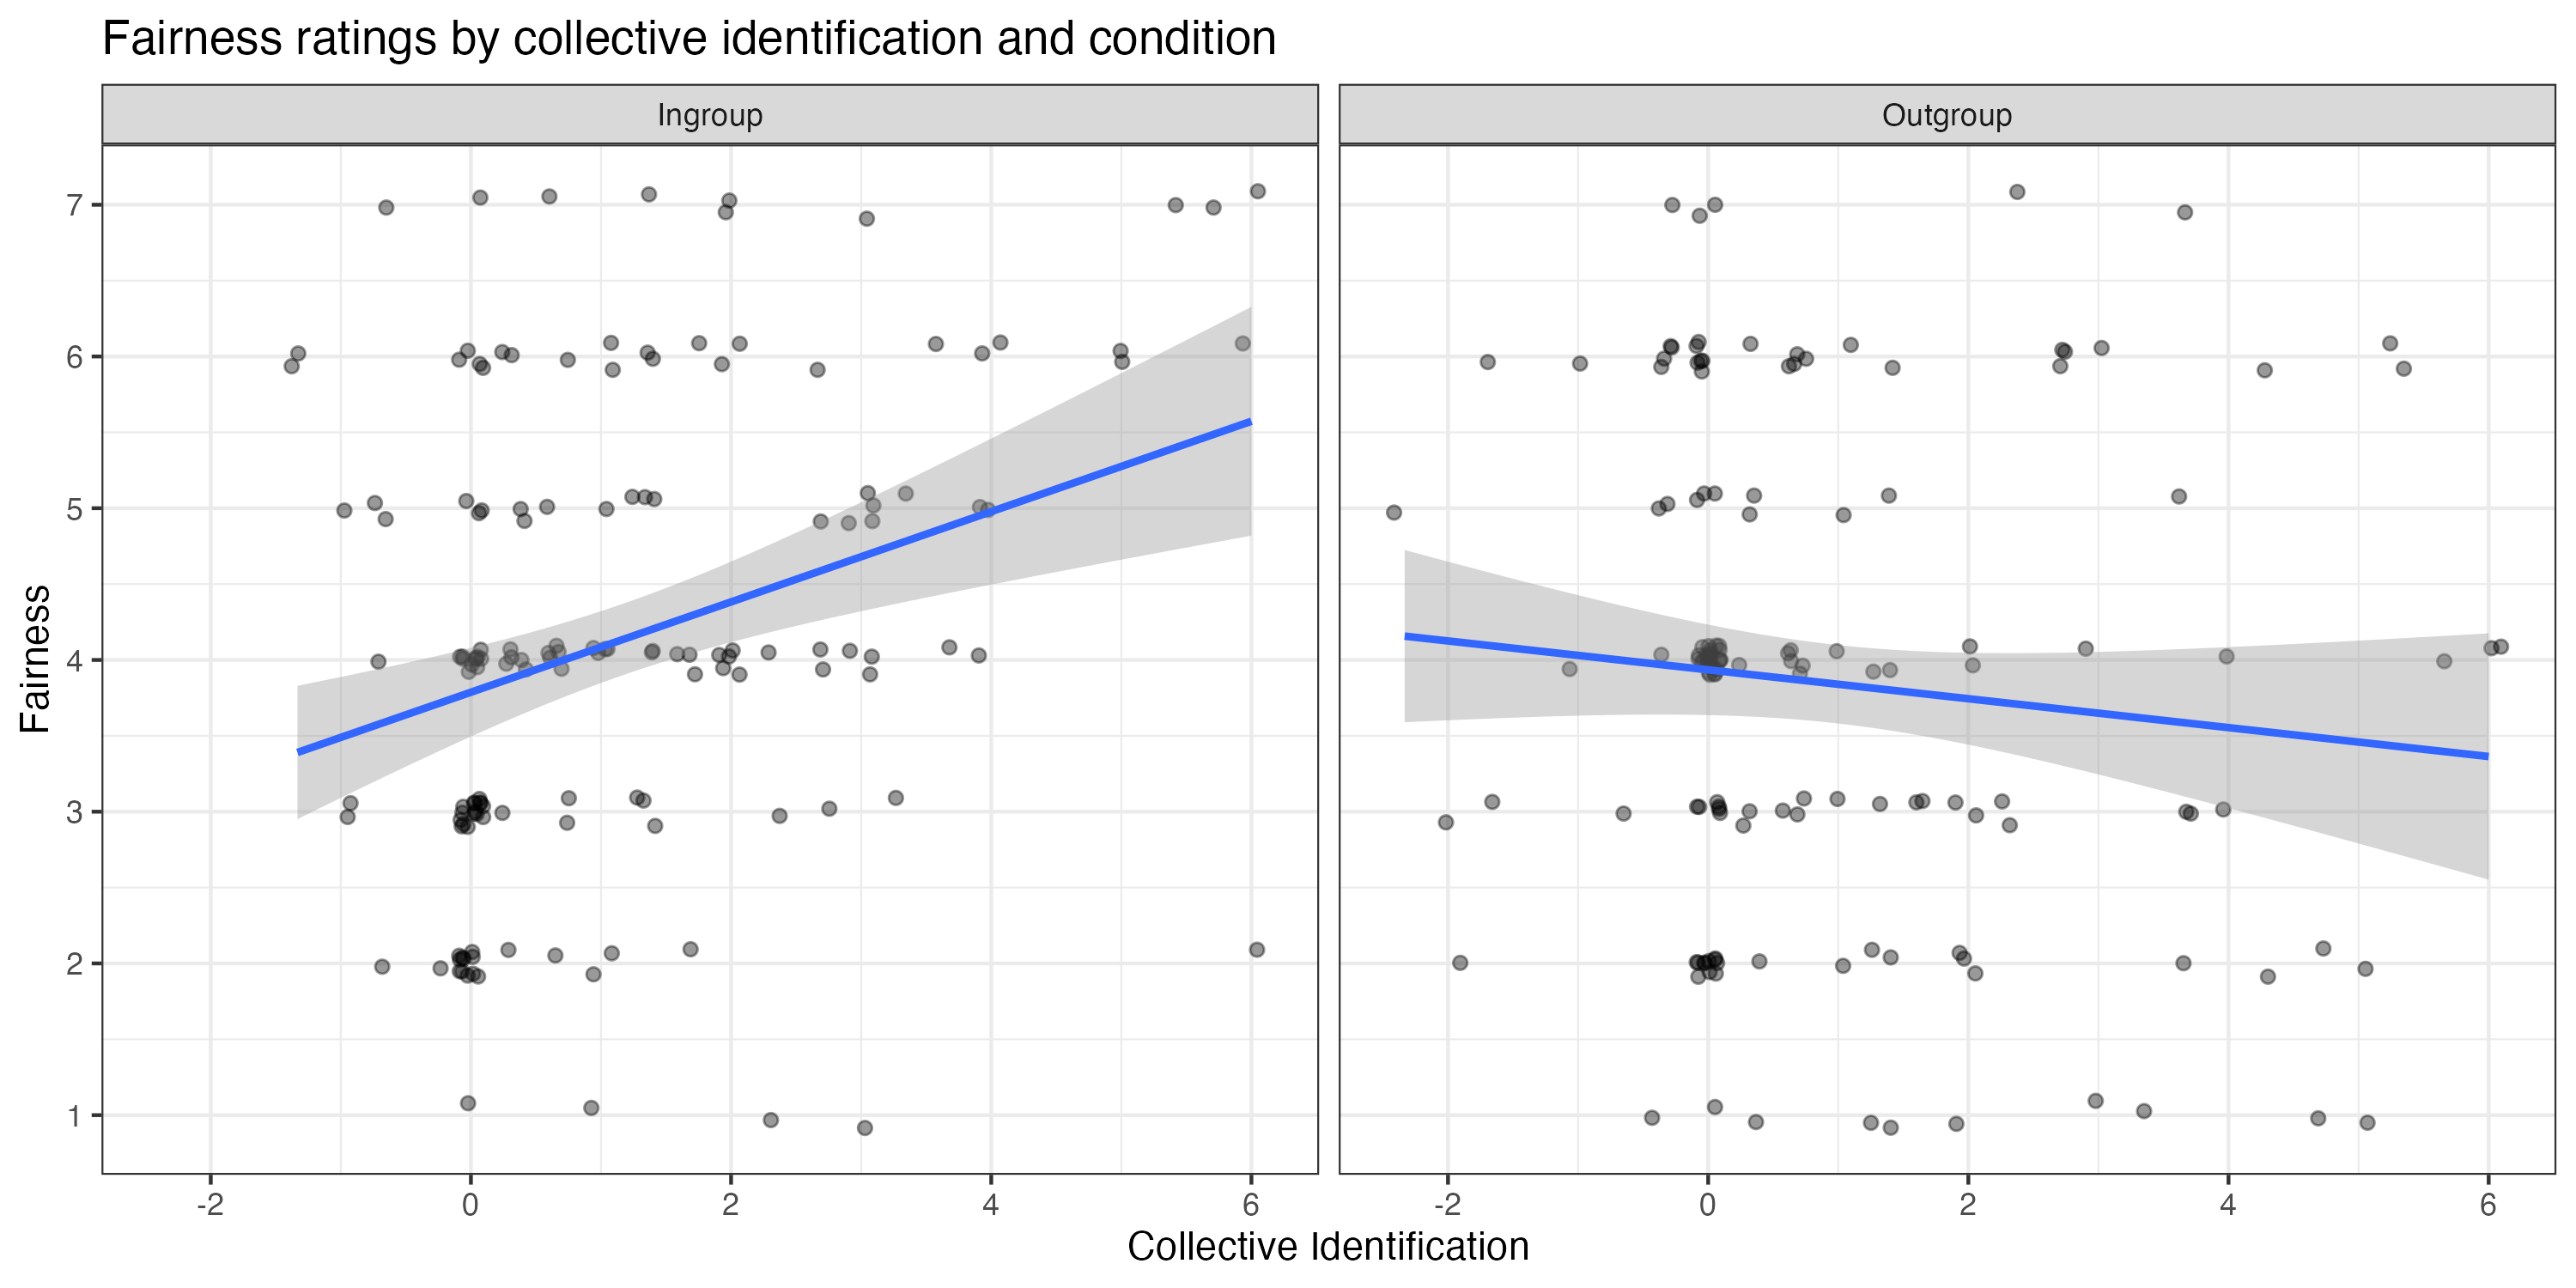 Fairness ratings by collective identification and condition
Ingroup
Outgroup
7
6
5
4
3
2
1
Fairness
-2 0 2 4 6
-2 0 2 4 6
Collective Identification